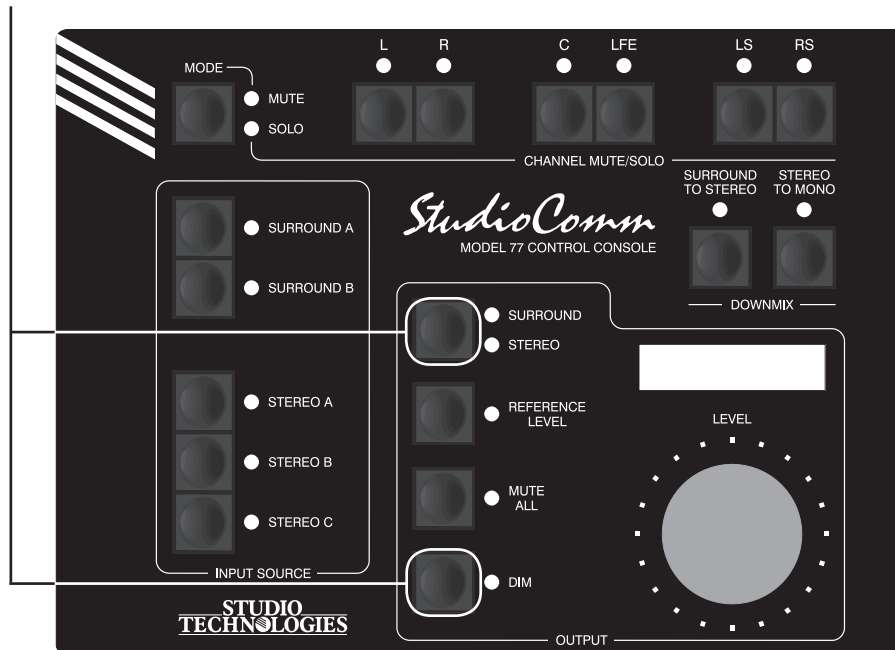 L R C LFE LS RS
MODE
MUTE
SOLO
CHANNEL MUTE/SOLO
SURROUND
TO STEREO
STEREO
TO MONO
DOWNMIX
StudioComm
MODEL 77 CONTROL CONSOLE
SURROUND A
SURROUND B
STEREO A
STEREO B
STEREO C
INPUT SOURCE
SURROUND
STEREO
REFERENCE
LEVEL
MUTE
ALL
DIM
LEVEL
OUTPUT
STUDIO
TECHNOLOGIES